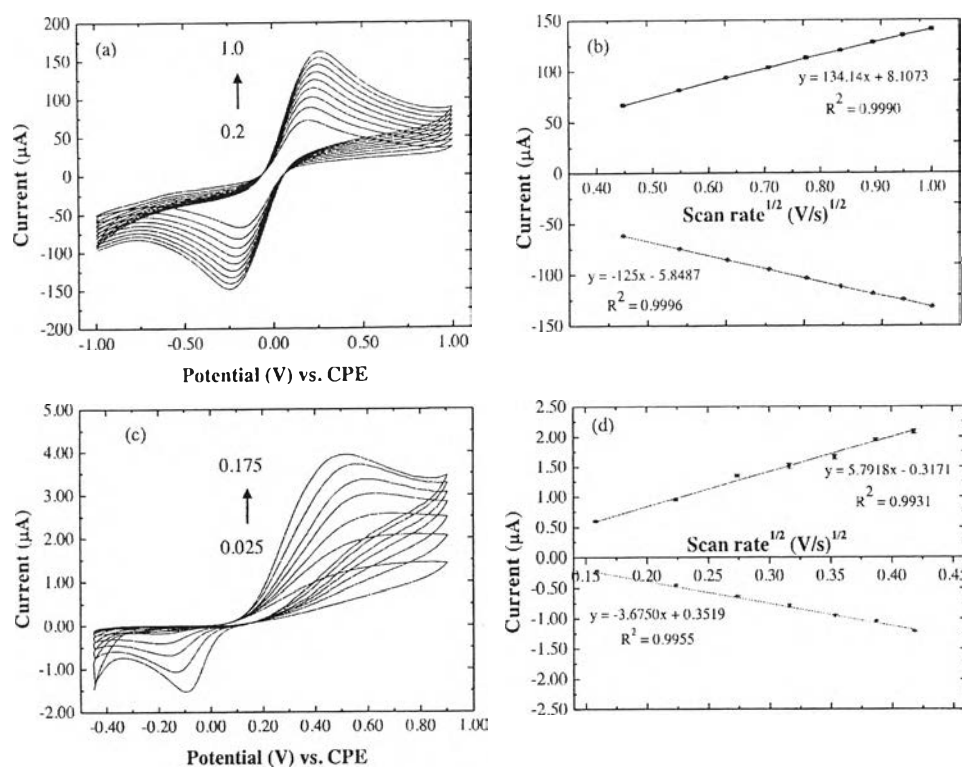 (a)
1.0
0.2
200
150
100
50
0
-50
-100
-150
-200
Current (µA)
-1.00 -0.50 0.00 0.50 1.00
Potential (V) vs. CPE
(b)
150
100
50
0
-50
-100
-150
Current (µA)
y = 134.14x + 8.1073
R² = 0.9990
0.40 0.50 0.60 0.70 0.80 0.90 1.00
Scan rate^1/2 (V/s)^1/2
y = -125x - 5.8487
R² = 0.9996
(c)
0.175
0.025
5.00
4.00
3.00
2.00
1.00
0.00
-1.00
-2.00
Current (µA)
-0.40 -0.20 0.00 0.20 0.40 0.60 0.80 1.00
Potential (V) vs. CPE
(d)
2.50
2.00
1.50
1.00
0.50
0.00
-0.50
-1.00
-1.50
-2.00
-2.50
Current (µA)
y = 5.7918x - 0.3171
R² = 0.9931
Scan rate^1/2 (V/s)^1/2
0.15 0.20 0.25 0.30 0.35 0.40
y = -3.6750x + 0.3519
R² = 0.9955